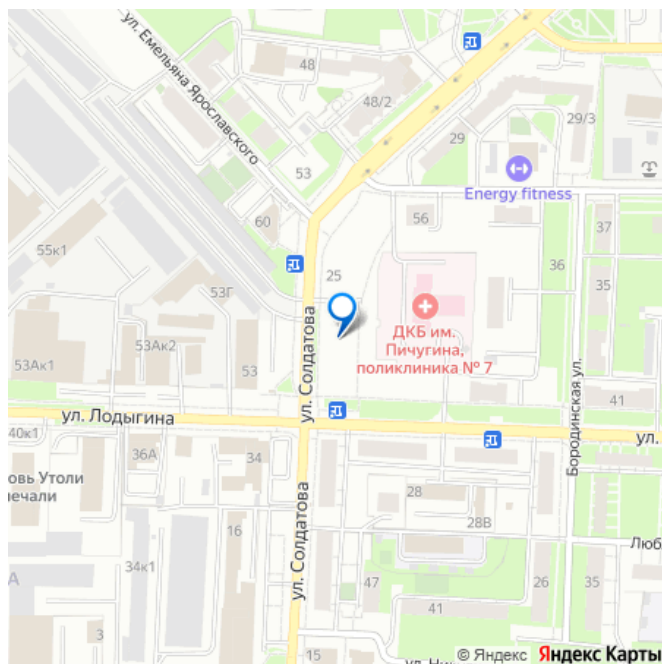 ул. Емельяна Ярославского
48
48/2
29
29/3
53
Energy fitness
60
56
37
55к1
25
36
35
53Г
ДКБ им.
Пичугина,
поликлиника № 7
53Ак2
53Ак1
53
ул. Солдатова
41
ул. Лодыгина
ул.
Бородинская ул.
40к1
36А
34
овь Утоли
печали
28
16
28В
ул. Солдатова
Люб
34к1
А
47
26
35
41
3
15
ул. Ни
© Яндекс
Яндекс Карты